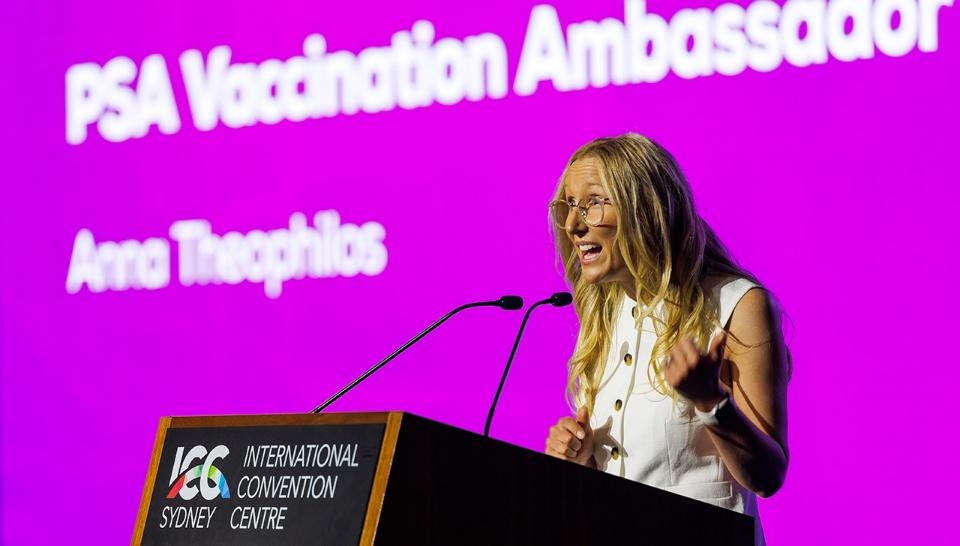 PSA Vaccination Ambassador
Anna Theophilos
ICC
SYDNEY
INTERNATIONAL
CONVENTION
CENTRE